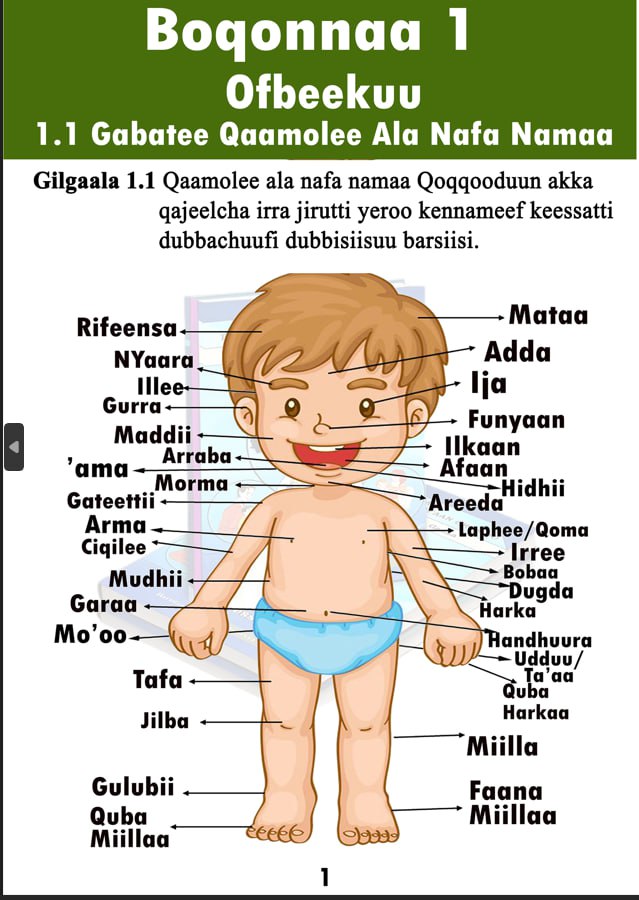 Boqonnaa 1
Ofbeekuu
1.1 Gabatee Qaamolee Ala Nafa Namaa
Gilgaala 1.1 Qaamolee ala nafa namaa Qoqqooduun akka
qajeelcha irra jirutti yeroo kennameef keessatti
dubbachuufi dubbisiisuu barsiisi.
Rifeensa
NYaara
Illee
Gurra
Maddii
Arraba
'ama
Morma
Gateettii
Arma
Ciqilee
Mudhii
Garaa
Mo'oo
Tafa
Jilba
Gulubii
Quba
Miillaa
Mataa
Adda
Ija
Funyaan
Ilkaan
Afaan
Hidhii
Areeda
Laphee/Qoma
Irree
Bobaa
Dugda
Harka
Handhuura
Udduu/
Ta'aa
Quba
Harkaa
Miilla
Faana
Miillaa
1